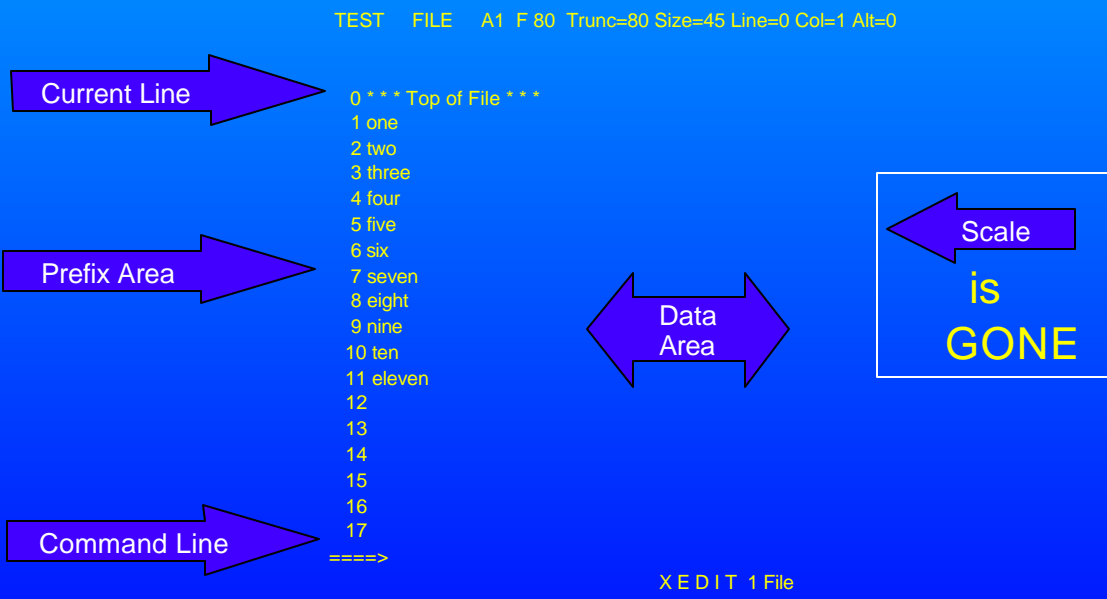 TEST FILE A1 F 80 Trunc=80 Size=45 Line=0 Col=1 Alt=0
Current Line
0 * * * Top of File * * *
1 one
2 two
3 three
4 four
5 five
6 six
Prefix Area
7 seven
8 eight
9 nine
10 ten
11 eleven
12
13
14
15
16
17
Command Line
====>
Data
Area
Scale
is
GONE
X E D I T 1 File